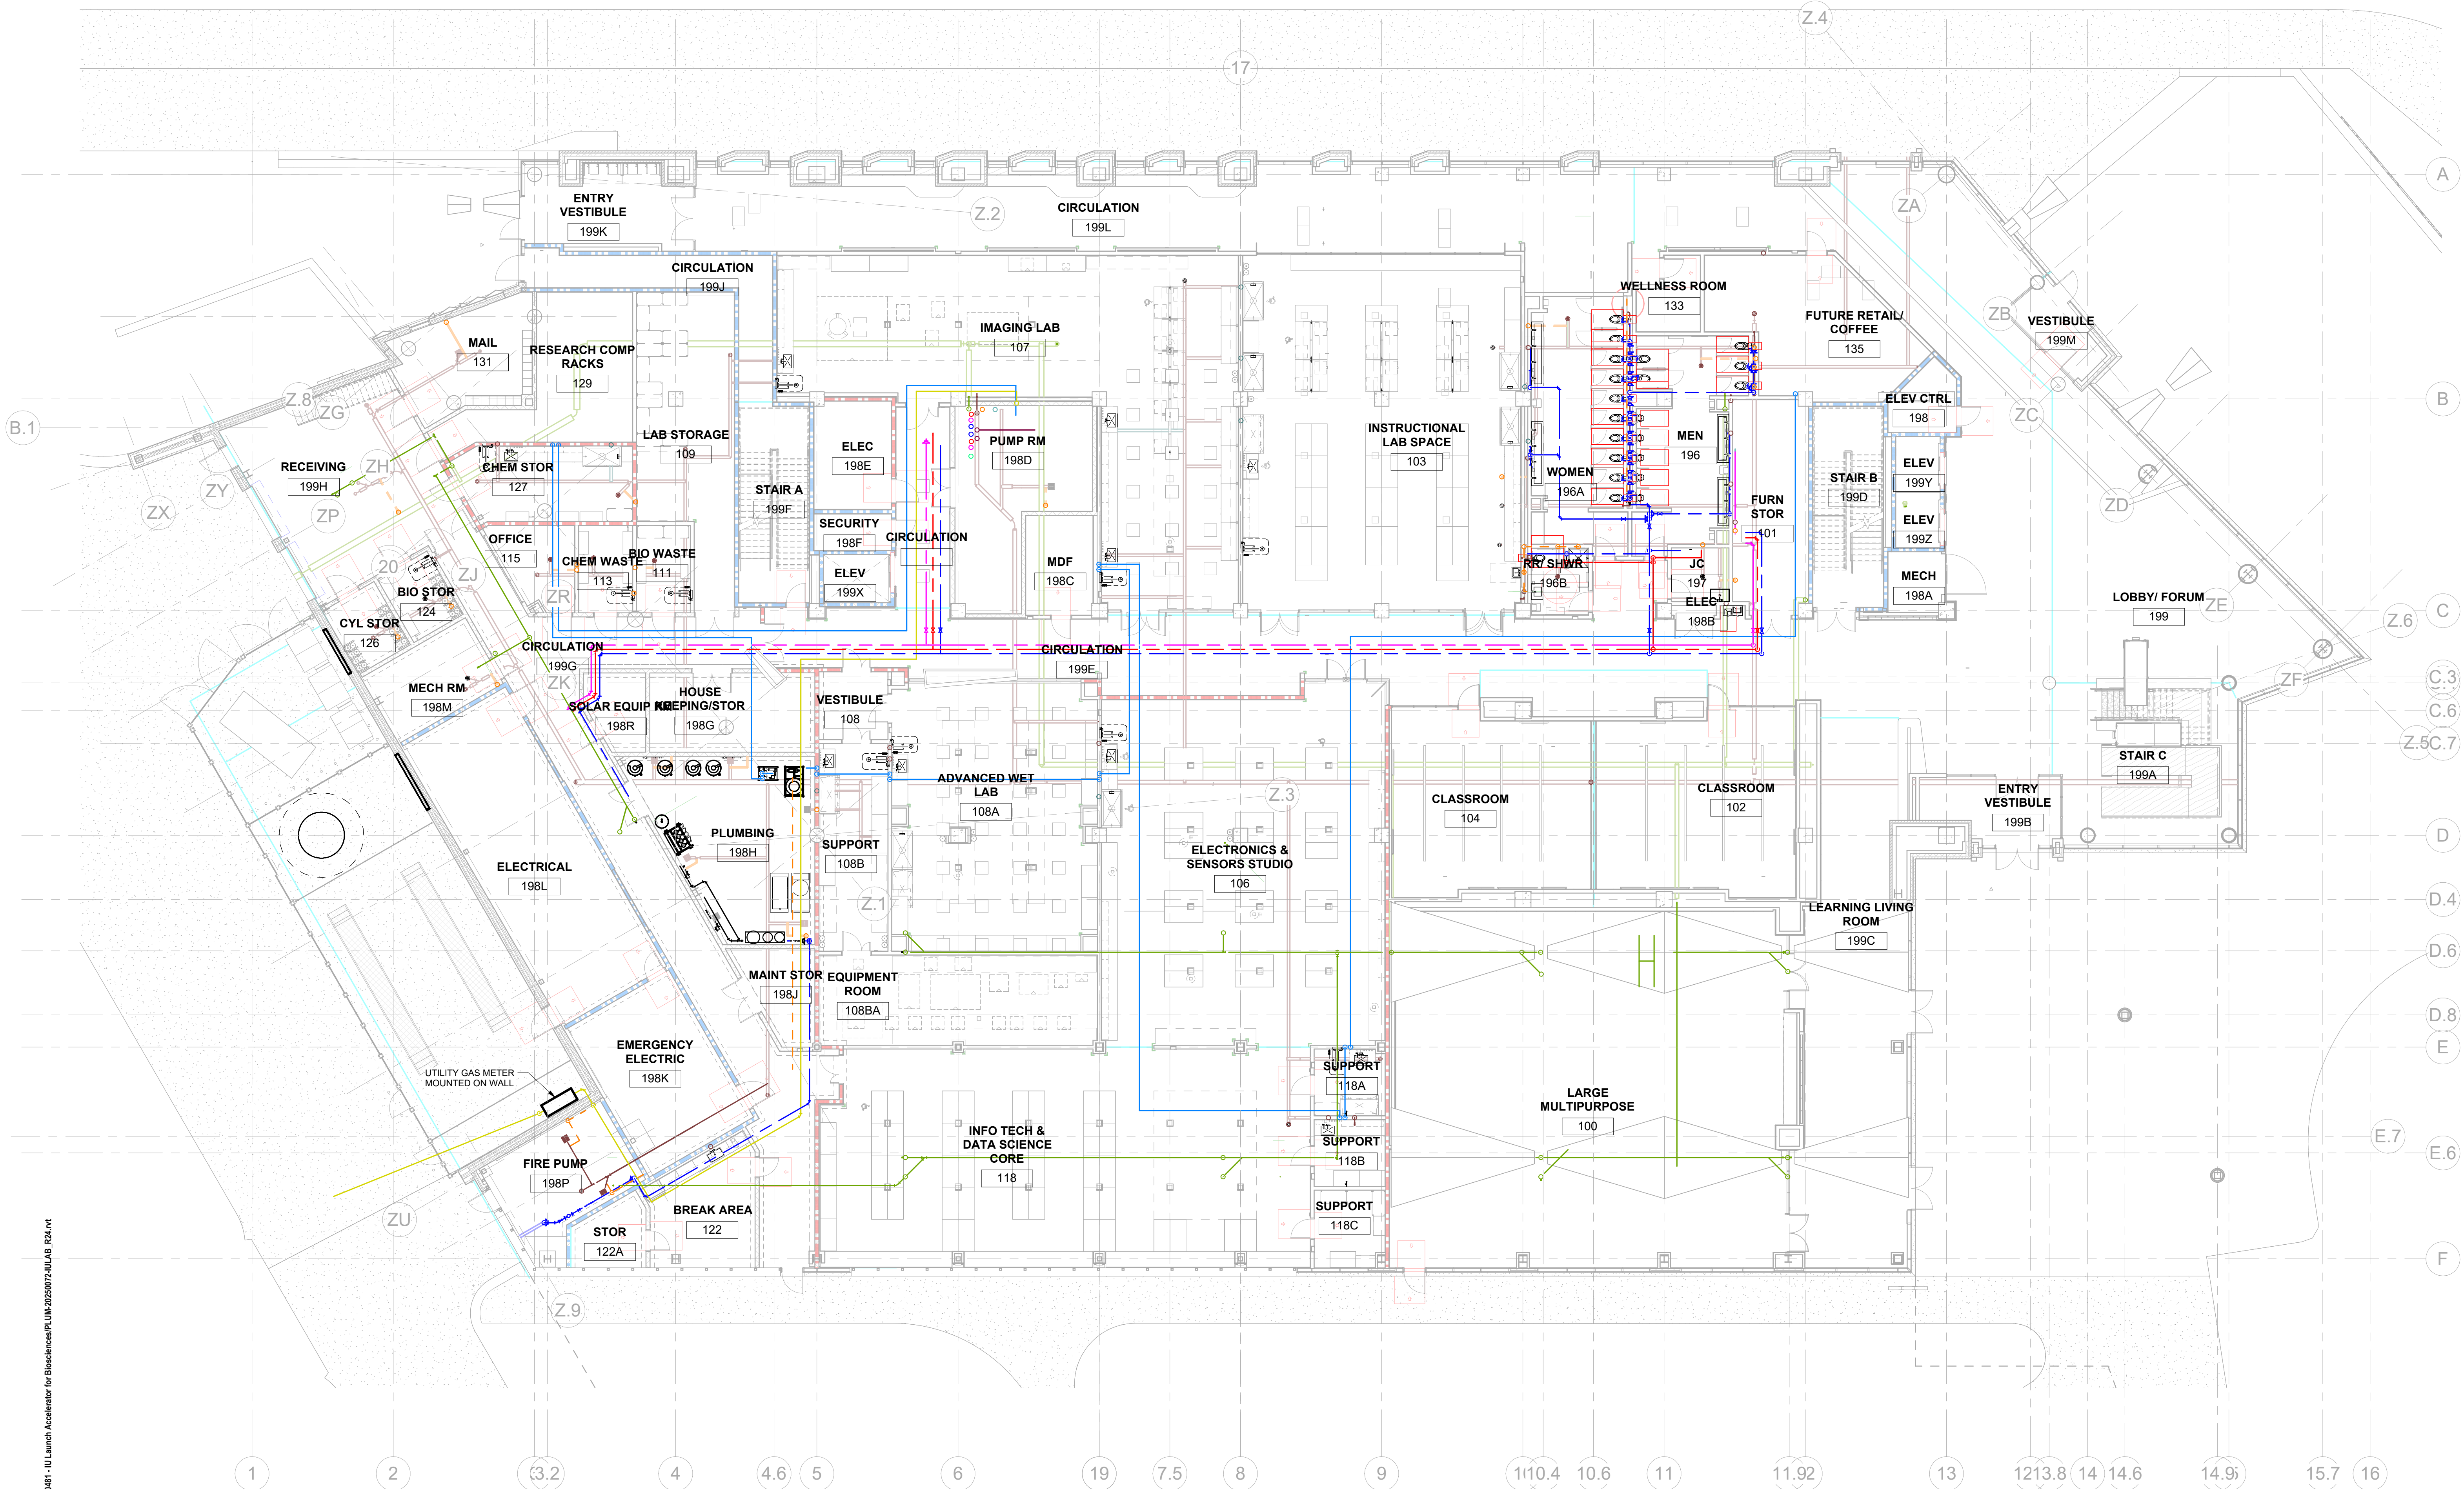 Z.4
17
A
ENTRY
VESTIBULE
199K
Z.2
CIRCULATION
199L
ZA
CIRCULATION
199J
WELLNESS ROOM
133
ZB
FUTURE RETAIL/
COFFEE
135
VESTIBULE
199M
MAIL
131
RESEARCH COMP
RACKS
129
IMAGING LAB
107
Z.8
ZG
B
B.1
ELEV CTRL
198
ZC
LAB STORAGE
109
ELEC
198E
PUMP RM
198D
INSTRUCTIONAL
LAB SPACE
103
MEN
196
RECEIVING
199H
ZH
CHEM STOR
127
ZY
STAIR A
199F
WOMEN
196A
STAIR B
199D
ELEV
199Y
ZX
ZP
FURN
STOR
101
ZD
OFFICE
115
SECURITY
198F
CIRCULATION
ELEV
199Z
20
ZJ
CHEM WASTE
113
BIO WASTE
111
ELEV
199X
MDF
198C
RR/ SHWR
196B
JC
197
MECH
198A
BIO STOR
124
ZR
ELEC
198B
LOBBY/ FORUM
199
ZE
C
CYL STOR
126
Z.6
CIRCULATION
199G
CIRCULATION
199E
ZK
MECH RM
198M
ZF
C.3
SOLAR EQUIP RM
198R
HOUSE
KEEPING/STOR
198G
VESTIBULE
108
C.6
Z.5
C.7
STAIR C
199A
ADVANCED WET
LAB
108A
Z.3
CLASSROOM
104
CLASSROOM
102
ENTRY
VESTIBULE
199B
PLUMBING
198H
SUPPORT
108B
ELECTRONICS &
SENSORS STUDIO
106
D
ELECTRICAL
198L
Z.1
D.4
LEARNING LIVING
ROOM
199C
D.6
MAINT STOR
198J
EQUIPMENT
ROOM
108BA
D.8
EMERGENCY
ELECTRIC
198K
E
UTILITY GAS METER
MOUNTED ON WALL
SUPPORT
118A
LARGE
MULTIPURPOSE
100
INFO TECH &
DATA SCIENCE
CORE
118
E.7
SUPPORT
118B
E.6
FIRE PUMP
198P
ZU
BREAK AREA
122
SUPPORT
118C
STOR
122A
F
Z.9
0481 - IU Launch Accelerator for Biosciences/PLUIM-20250072-IULAB_R24.rvt
1
2
3.2
4
4.6
5
6
19
7.5
8
9
10.4
10.6
11
11.9
13
13.8
14
14.6
14.9
15.7
16